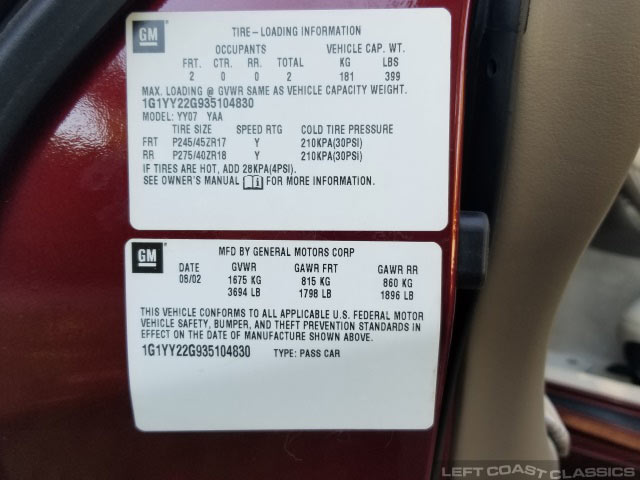 GM
TIRE-LOADING INFORMATION
OCCUPANTS VEHICLE CAP. WT.
FRT. CTR. RR. TOTAL KG LBS
2 0 0 2 181 399
MAX. LOADING @ GVWR SAME AS VEHICLE CAPACITY WEIGHT.
1G1YY22G935104830
MODEL: YY07 YAA
TIRE SIZE SPEED RTG COLD TIRE PRESSURE
FRT P245/45ZR17 Y 210KPA(30PSI)
RR P275/40ZR18 Y 210KPA(30PSI)
IF TIRES ARE HOT, ADD 28KPA(4PSI).
SEE OWNER'S MANUAL FOR MORE INFORMATION.
GM
MFD BY GENERAL MOTORS CORP
DATE GVWR GAWR FRT GAWR RR
08/02 1675 KG 815 KG 860 KG
3694 LB 1798 LB 1896 LB
THIS VEHICLE CONFORMS TO ALL APPLICABLE U.S. FEDERAL MOTOR
VEHICLE SAFETY, BUMPER, AND THEFT PREVENTION STANDARDS IN
EFFECT ON THE DATE OF MANUFACTURE SHOWN ABOVE.
1G1YY22G935104830 TYPE: PASS CAR
LEFT COAST CLASSICS